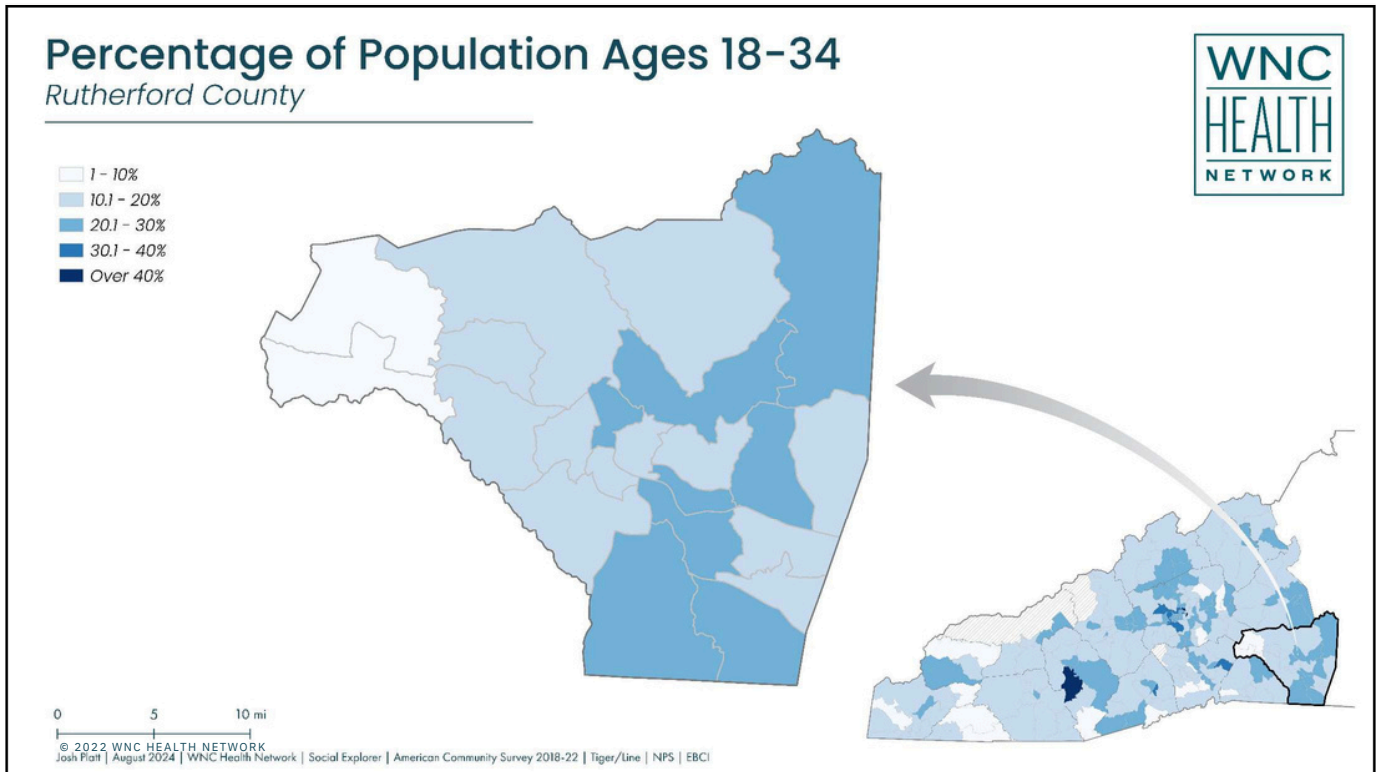 Percentage of Population Ages 18-34
Rutherford County
WNC
HEALTH
NETWORK
1 - 10%
10.1 - 20%
20.1 - 30%
30.1 - 40%
Over 40%
0 5 10 mi
© 2022 WNC HEALTH NETWORK
Josh Platt | August 2024 | WNC Health Network | Social Explorer | American Community Survey 2018-22 | Tiger/Line | NPS | EBCI